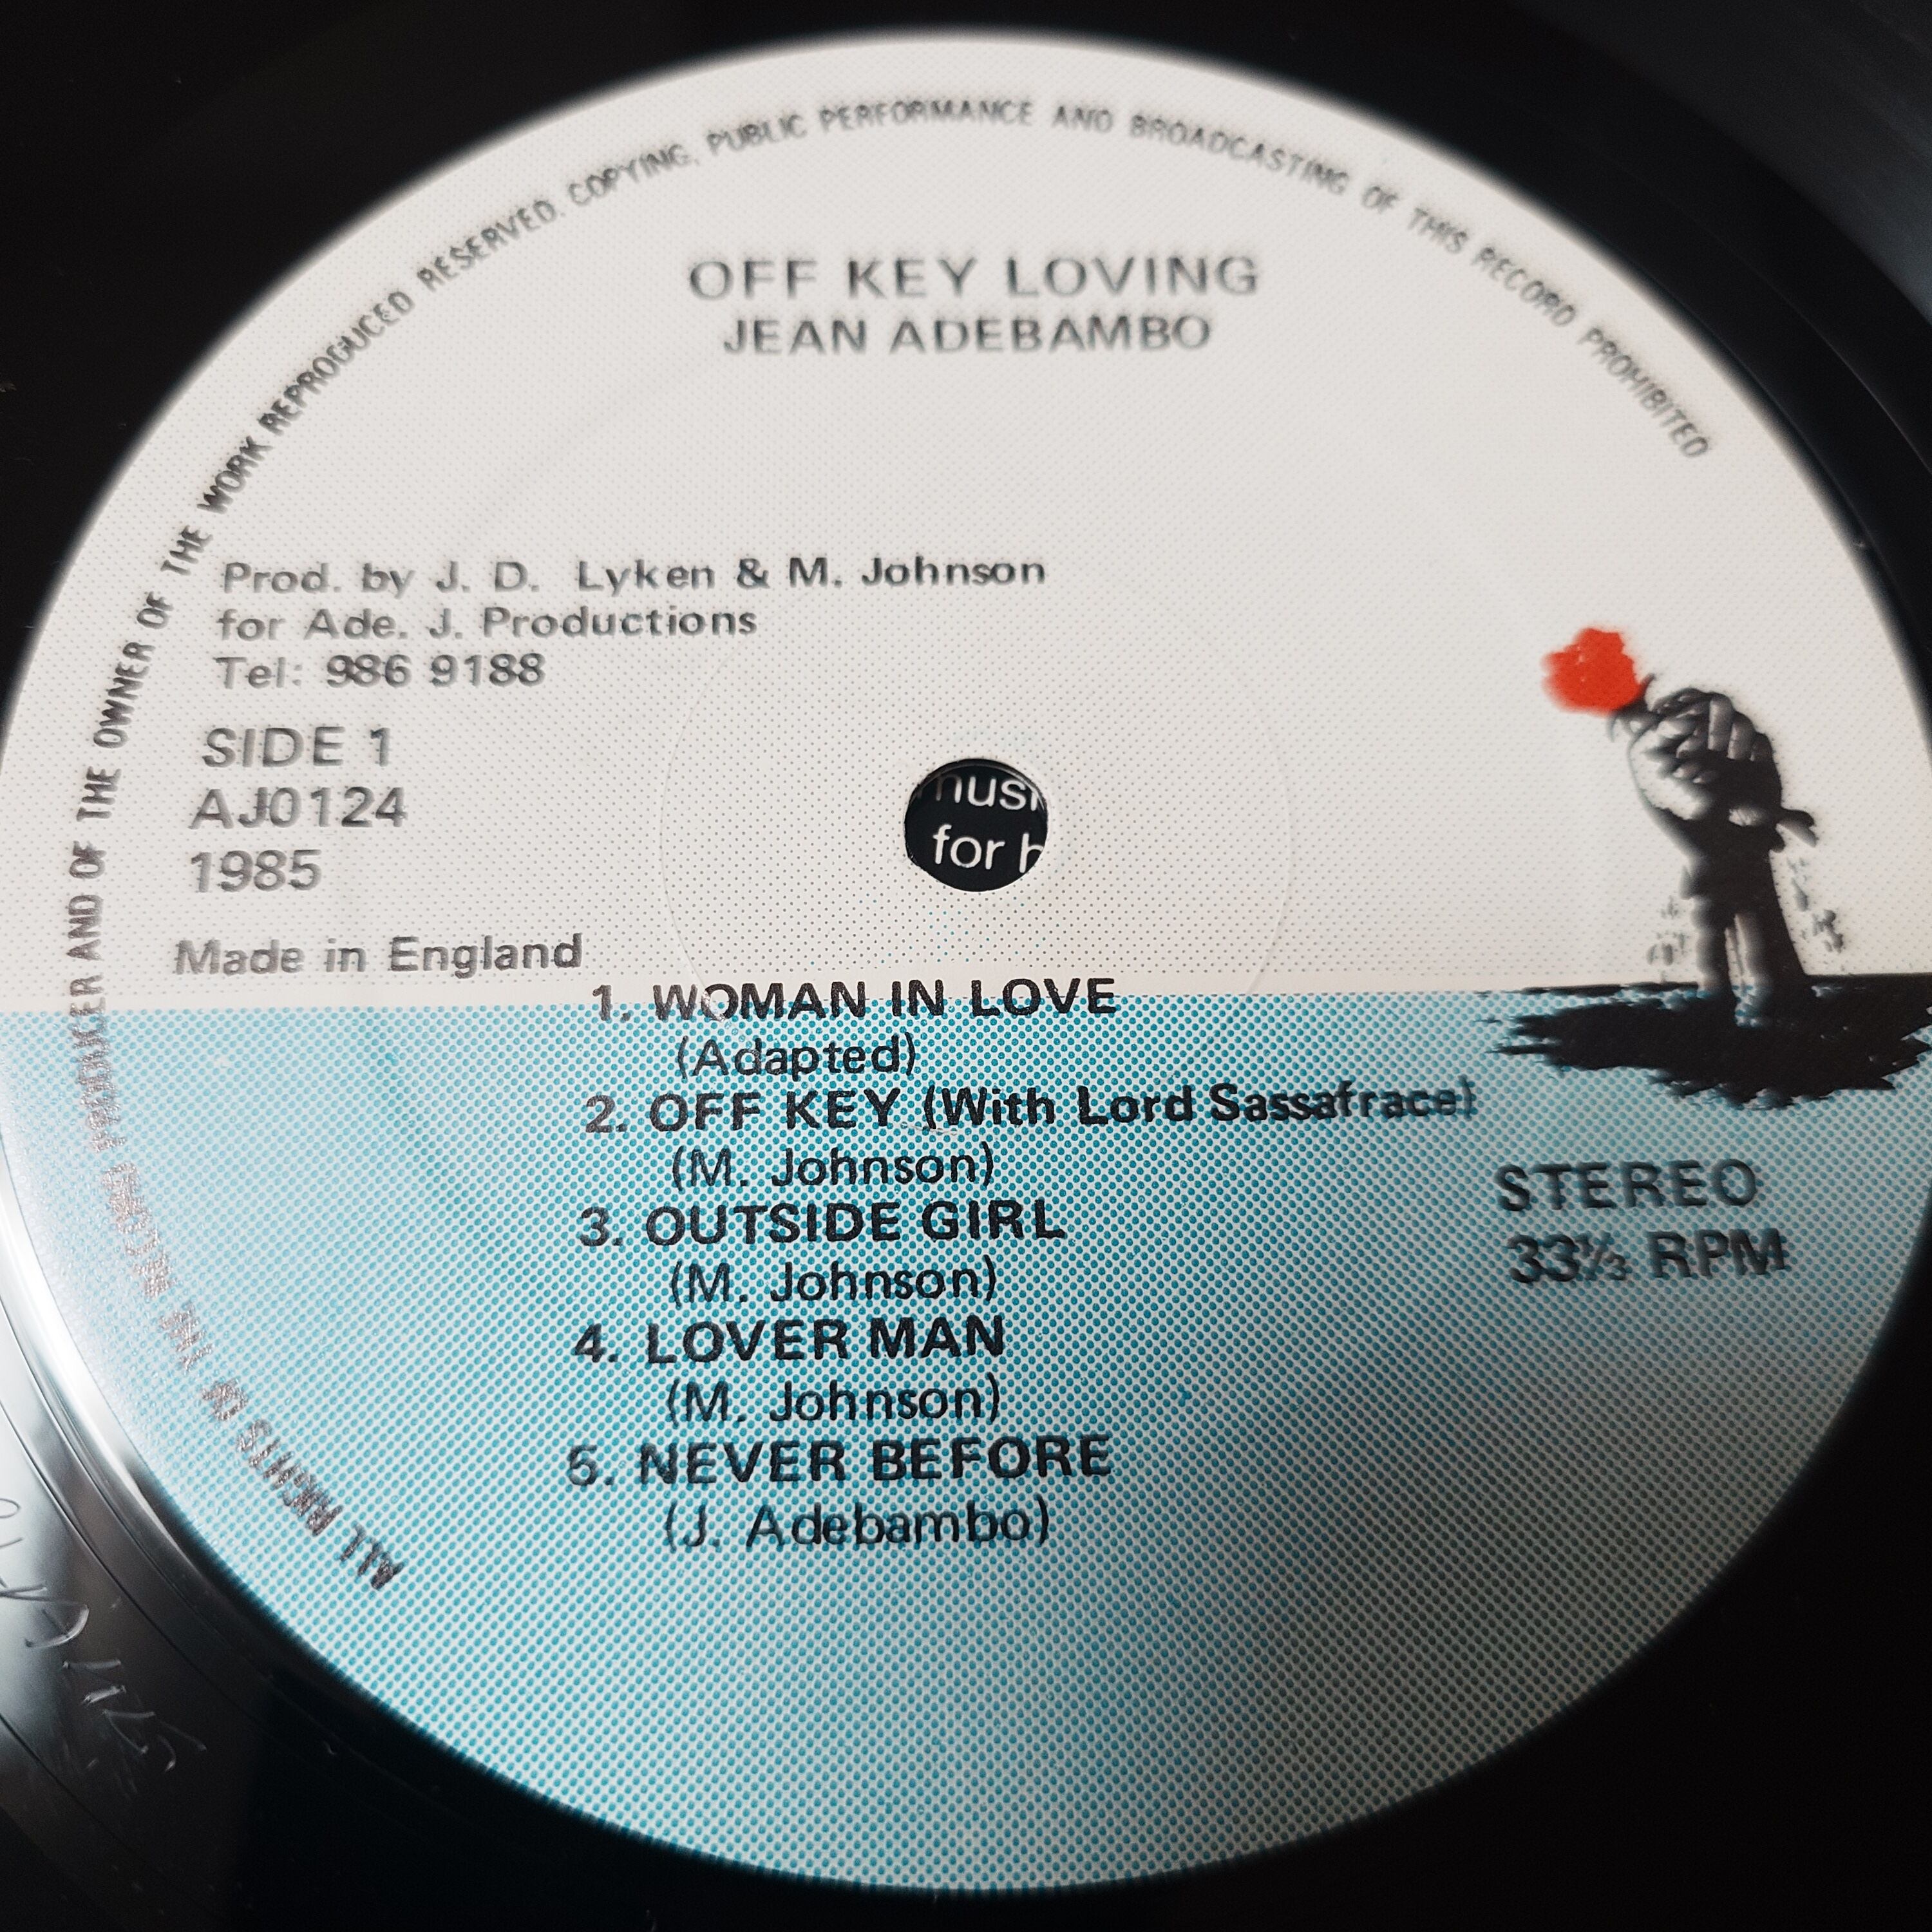 ALL RIGHTS OF THE RECORD PRODUCER AND OF THE OWNER OF THE WORK REPRODUCED RESERVED. COPYING, PUBLIC PERFORMANCE AND BROADCASTING OF THIS RECORD PROHIBITED
OFF KEY LOVING
JEAN ADEBAMBO
Prod. by J. D. Lyken & M. Johnson
for Ade. J. Productions
Tel: 986 9188
SIDE 1
AJ0124
1985
for
Made in England
1. WOMAN IN LOVE
(Adapted)
2. OFF KEY (With Lord Sassafrace)
(M. Johnson)
3. OUTSIDE GIRL
(M. Johnson)
4. LOVER MAN
(M. Johnson)
5. NEVER BEFORE
(J. Adebambo)
STEREO
33⅓ RPM